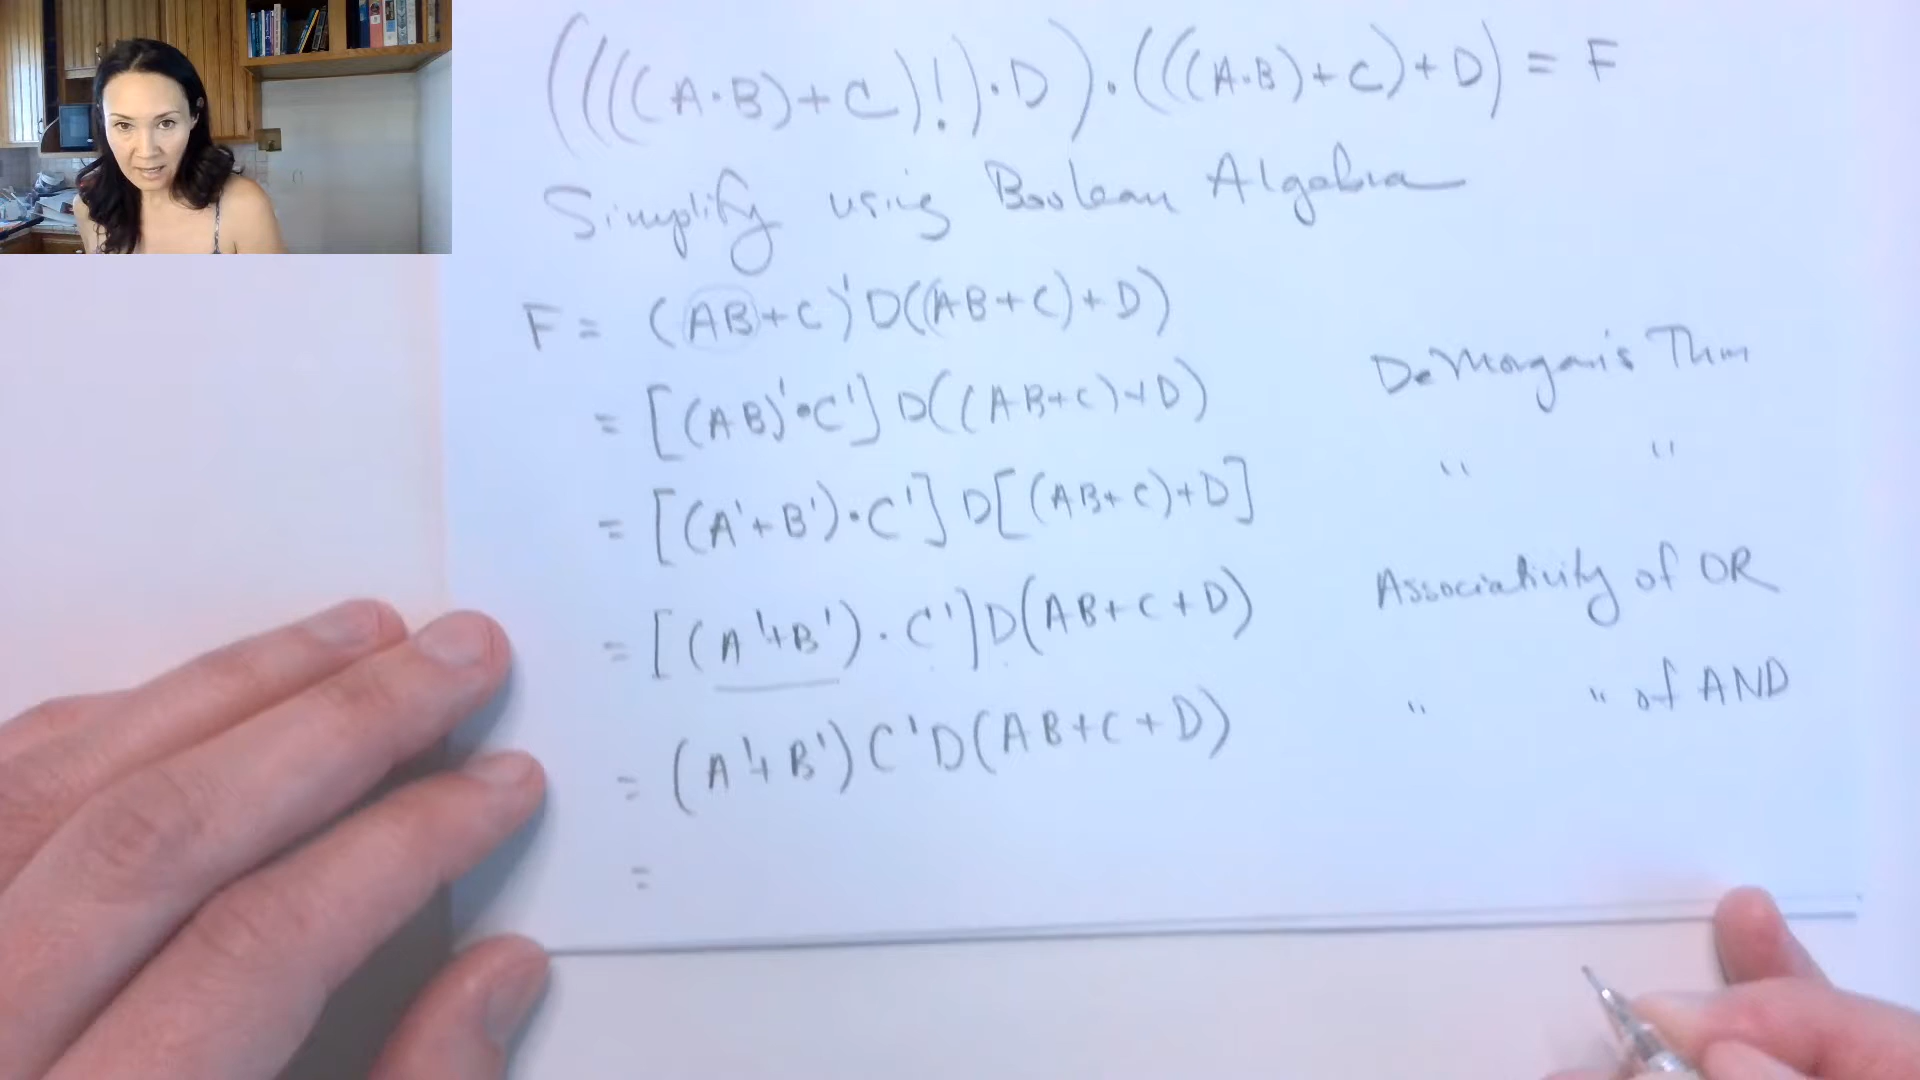 ((((A·B)+C)!)·D)·(((A·B)+C)+D) = F
Simplify using Boolean Algebra
F = (AB+C)'D((AB+C)+D)
= [(AB)'•C'] D((AB+C)+D) DeMorgan's Thm
= [(A'+B')•C'] D[(AB+C)+D] " "
= [(A'+B')·C']D(AB+C+D) Associativity of OR
= (A'+B')C'D(AB+C+D) " " of AND
=